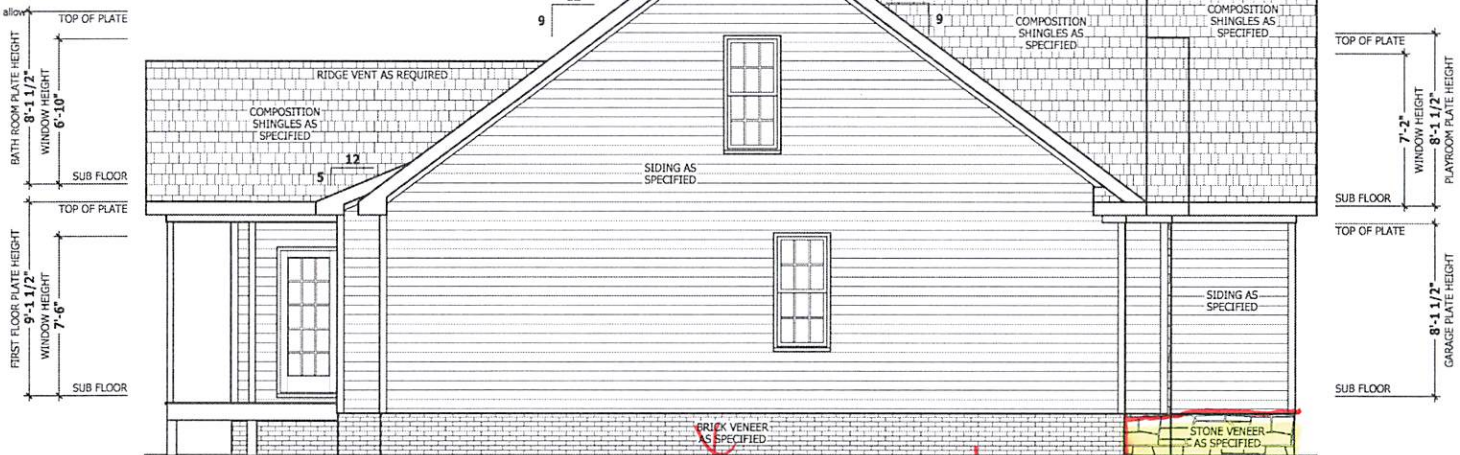 allow
TOP OF PLATE
BATH ROOM PLATE HEIGHT
8'-1 1/2"
WINDOW HEIGHT
6'-10"
SUB FLOOR
TOP OF PLATE
FIRST FLOOR PLATE HEIGHT
9'-1 1/2"
WINDOW HEIGHT
7'-6"
SUB FLOOR
RIDGE VENT AS REQUIRED
COMPOSITION
SHINGLES AS
SPECIFIED
12
5
9
SIDING AS
SPECIFIED
BRICK VENEER
AS SPECIFIED
9
COMPOSITION
SHINGLES AS
SPECIFIED
COMPOSITION
SHINGLES AS
SPECIFIED
SIDING AS
SPECIFIED
STONE VENEER
AS SPECIFIED
TOP OF PLATE
7'-2"
WINDOW HEIGHT
8'-1 1/2"
PLAYROOM PLATE HEIGHT
SUB FLOOR
TOP OF PLATE
8'-1 1/2"
GARAGE PLATE HEIGHT
SUB FLOOR